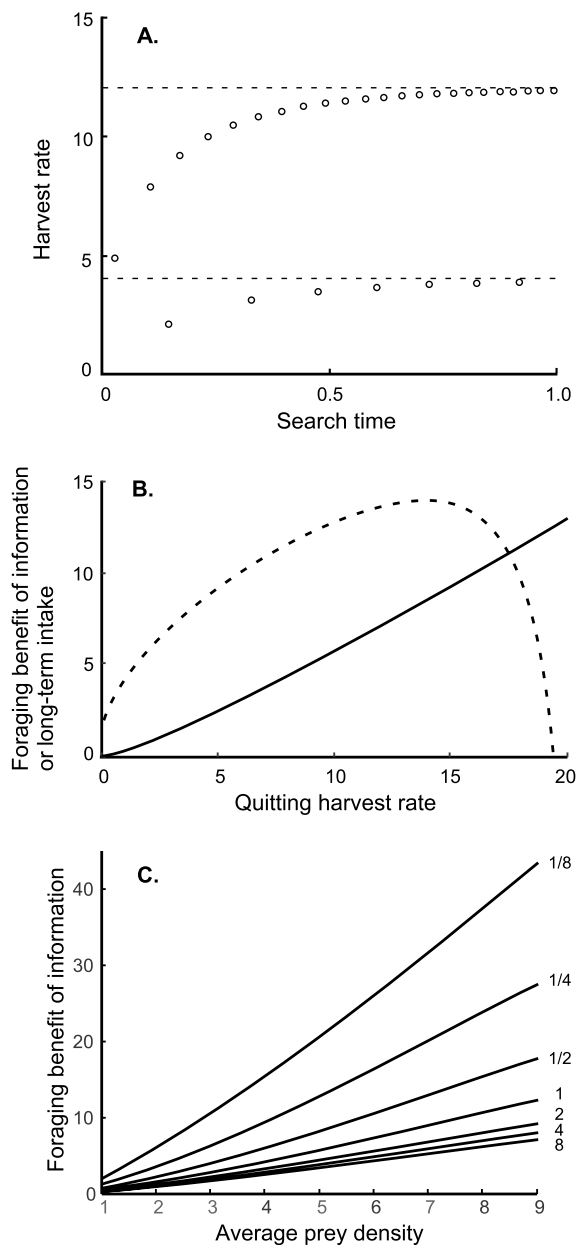 A.
15
10
5
0
Harvest rate
0
0.5
1.0
Search time
B.
15
10
5
0
Foraging benefit of information
or long-term intake
0
5
10
15
20
Quitting harvest rate
C.
40
30
20
10
0
Foraging benefit of information
1/8
1/4
1/2
1
2
4
8
1 2 3 4 5 6 7 8 9
Average prey density